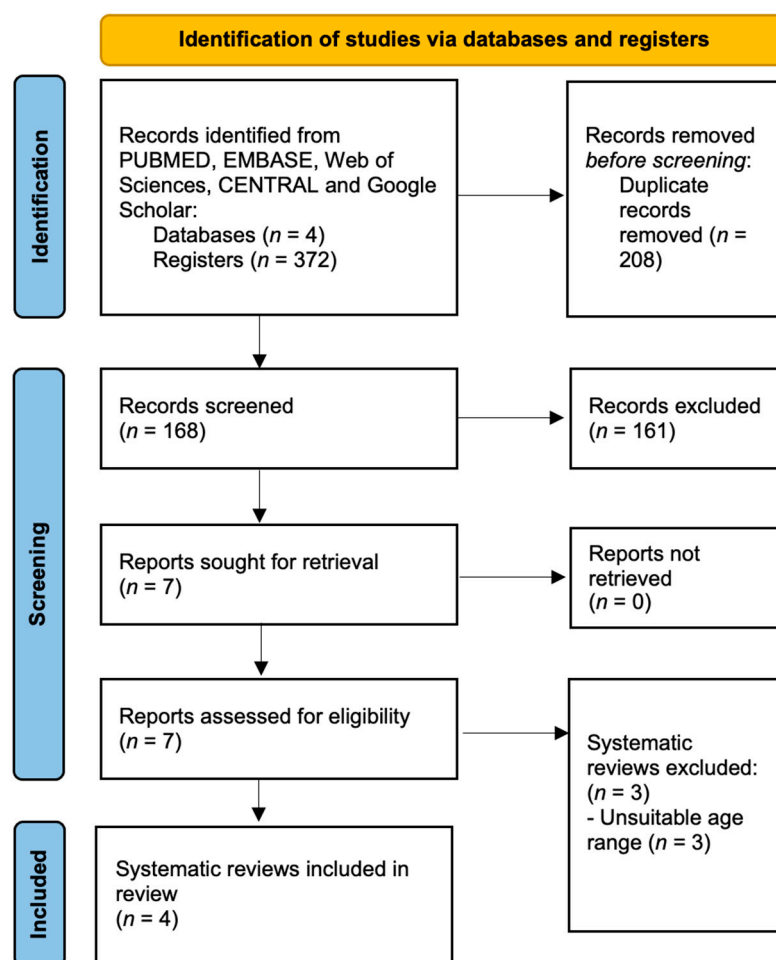 Identification of studies via databases and registers
Identification
Records identified from
PUBMED, EMBASE, Web of
Sciences, CENTRAL and Google
Scholar:
Databases (n = 4)
Registers (n = 372)
Records removed
before screening:
Duplicate
records
removed (n =
208)
Screening
Records screened
(n = 168)
Records excluded
(n = 161)
Reports sought for retrieval
(n = 7)
Reports not
retrieved
(n = 0)
Reports assessed for eligibility
(n = 7)
Systematic
reviews excluded:
(n = 3)
- Unsuitable age
range (n = 3)
Included
Systematic reviews included in
review
(n = 4)